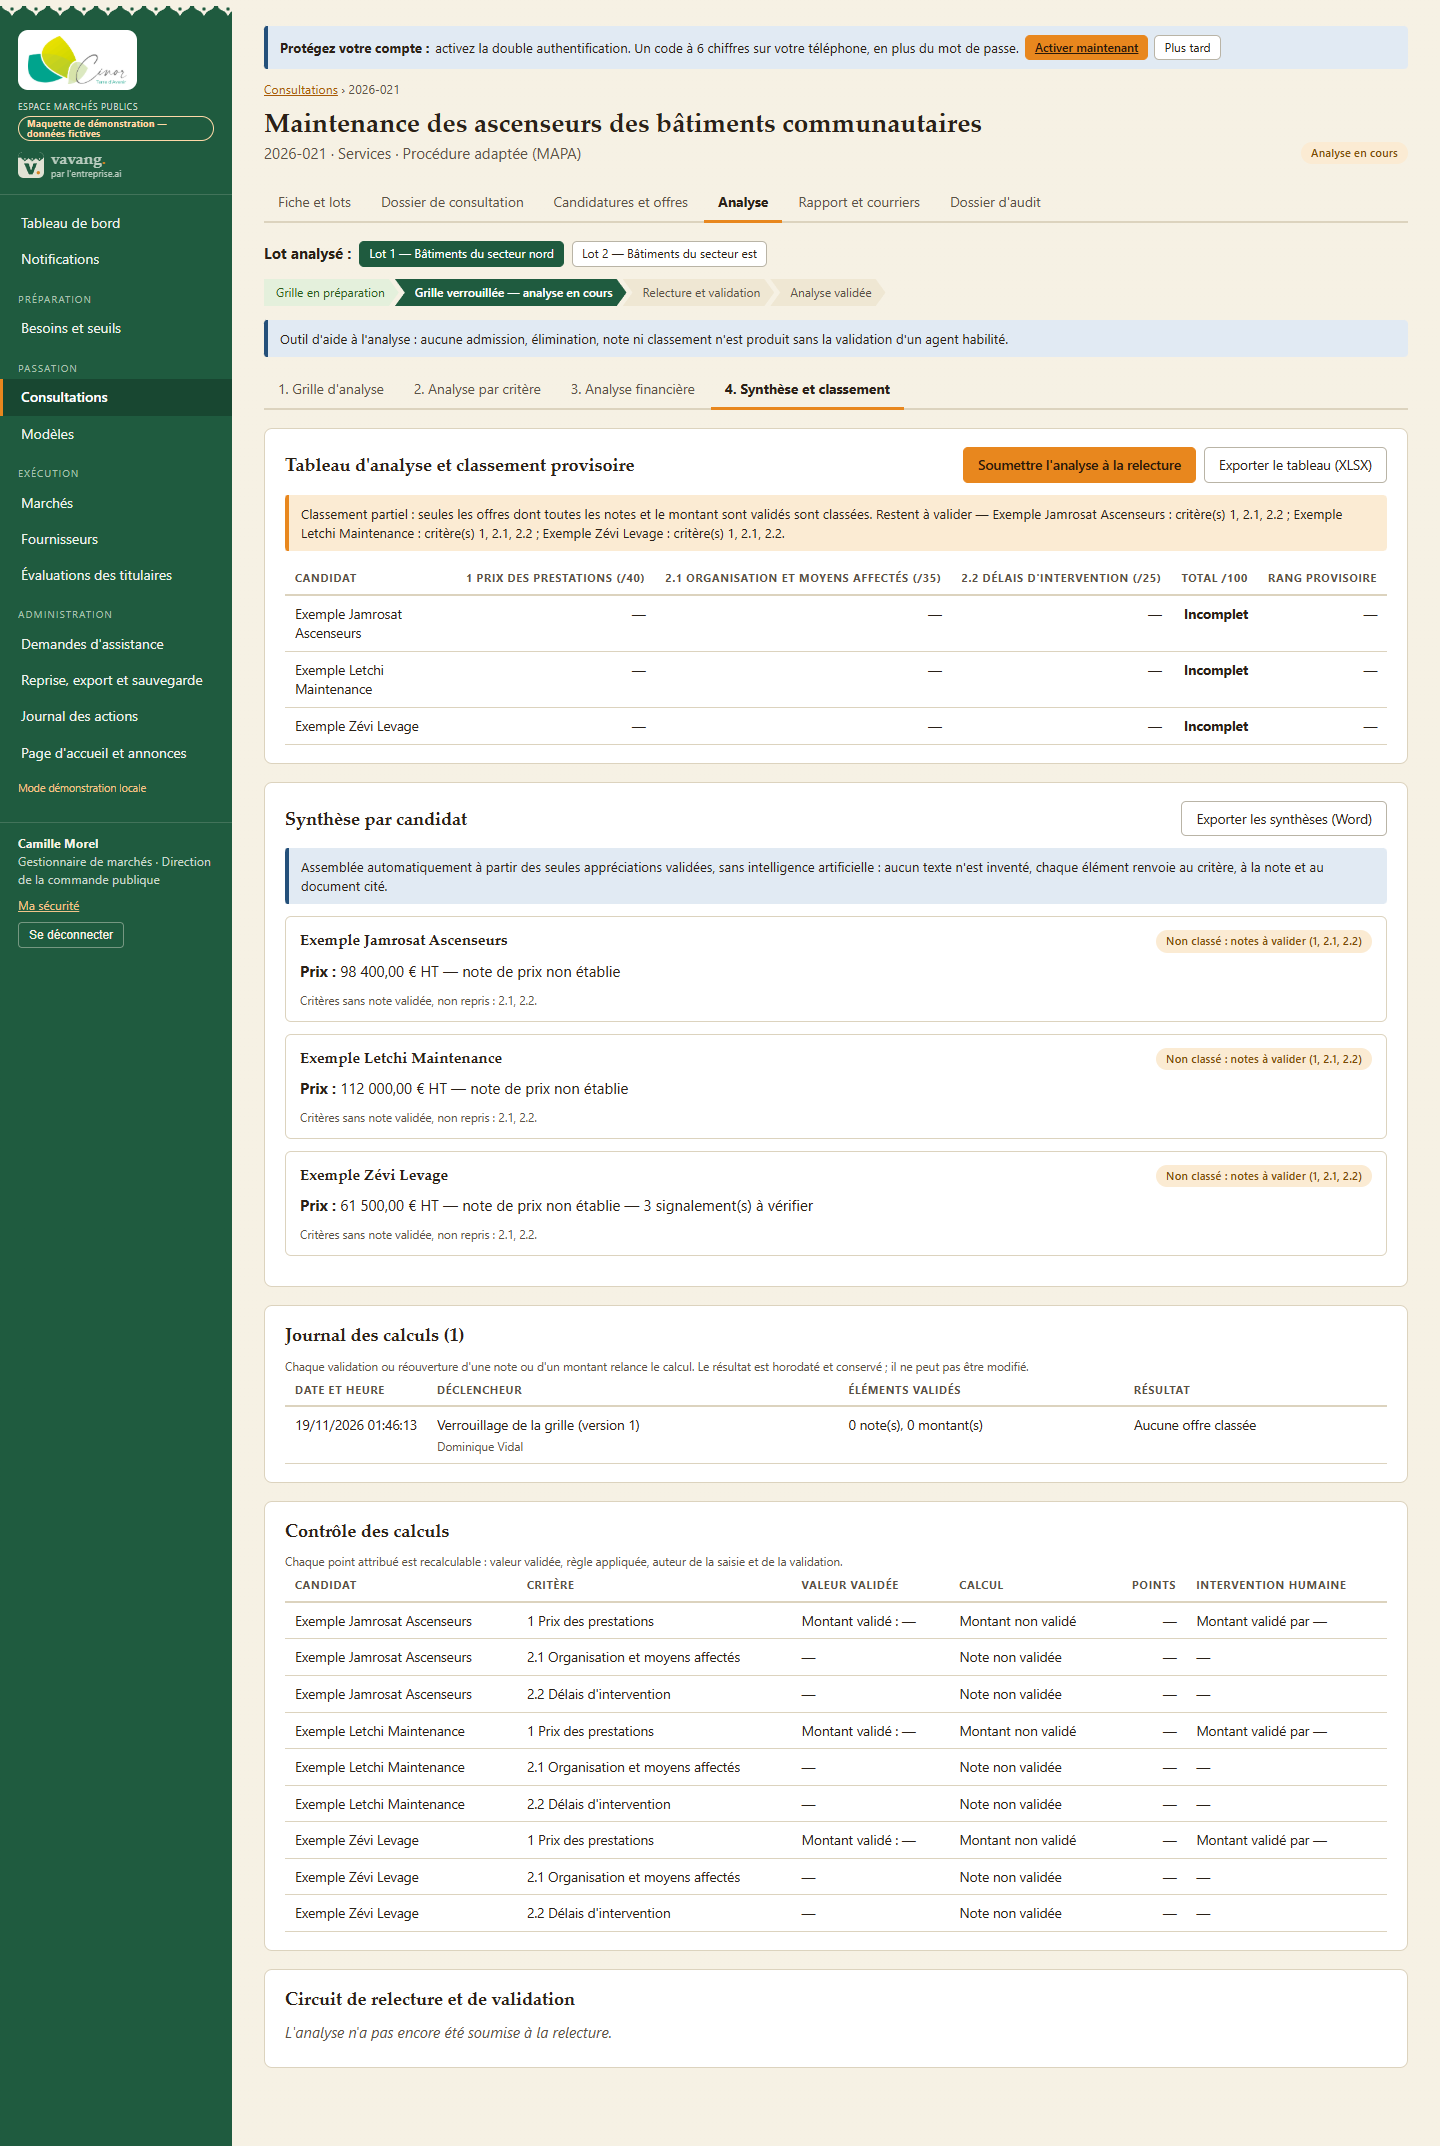 Cinor
ESPACE MARCHÉS PUBLICS
Maquette de démonstration —
données fictives
vavang.
par l'entreprise.ai
Tableau de bord
Notifications
PRÉPARATION
Besoins et seuils
PASSATION
Consultations
Modèles
EXÉCUTION
Marchés
Fournisseurs
Évaluations des titulaires
ADMINISTRATION
Demandes d'assistance
Reprise, export et sauvegarde
Journal des actions
Page d'accueil et annonces
Mode démonstration locale
Camille Morel
Gestionnaire de marchés · Direction
de la commande publique
Ma sécurité
Se déconnecter
Protégez votre compte : activez la double authentification. Un code à 6 chiffres sur votre téléphone, en plus du mot de passe. Activer maintenant Plus tard
Consultations › 2026-021
Maintenance des ascenseurs des bâtiments communautaires
2026-021 · Services · Procédure adaptée (MAPA) Analyse en cours
Fiche et lots Dossier de consultation Candidatures et offres Analyse Rapport et courriers Dossier d'audit
Lot analysé : Lot 1 — Bâtiments du secteur nord Lot 2 — Bâtiments du secteur est
Grille en préparation Grille verrouillée — analyse en cours Relecture et validation Analyse validée
Outil d'aide à l'analyse : aucune admission, élimination, note ni classement n'est produit sans la validation d'un agent habilité.
1. Grille d'analyse 2. Analyse par critère 3. Analyse financière 4. Synthèse et classement
Tableau d'analyse et classement provisoire Soumettre l'analyse à la relecture Exporter le tableau (XLSX)
Classement partiel : seules les offres dont toutes les notes et le montant sont validés sont classées. Restent à valider — Exemple Jamrosat Ascenseurs : critère(s) 1, 2.1, 2.2 ; Exemple
Letchi Maintenance : critère(s) 1, 2.1, 2.2 ; Exemple Zévi Levage : critère(s) 1, 2.1, 2.2.
CANDIDAT 1 PRIX DES PRESTATIONS (/40) 2.1 ORGANISATION ET MOYENS AFFECTÉS (/35) 2.2 DÉLAIS D'INTERVENTION (/25) TOTAL /100 RANG PROVISOIRE
Exemple Jamrosat — — — Incomplet —
Ascenseurs
Exemple Letchi — — — Incomplet —
Maintenance
Exemple Zévi Levage — — — Incomplet —
Synthèse par candidat Exporter les synthèses (Word)
Assemblée automatiquement à partir des seules appréciations validées, sans intelligence artificielle : aucun texte n'est inventé, chaque élément renvoie au critère, à la note et au
document cité.
Exemple Jamrosat Ascenseurs Non classé : notes à valider (1, 2.1, 2.2)
Prix : 98 400,00 € HT — note de prix non établie
Critères sans note validée, non repris : 2.1, 2.2.
Exemple Letchi Maintenance Non classé : notes à valider (1, 2.1, 2.2)
Prix : 112 000,00 € HT — note de prix non établie
Critères sans note validée, non repris : 2.1, 2.2.
Exemple Zévi Levage Non classé : notes à valider (1, 2.1, 2.2)
Prix : 61 500,00 € HT — note de prix non établie — 3 signalement(s) à vérifier
Critères sans note validée, non repris : 2.1, 2.2.
Journal des calculs (1)
Chaque validation ou réouverture d'une note ou d'un montant relance le calcul. Le résultat est horodaté et conservé ; il ne peut pas être modifié.
DATE ET HEURE DÉCLENCHEUR ÉLÉMENTS VALIDÉS RÉSULTAT
19/11/2026 01:46:13 Verrouillage de la grille (version 1) 0 note(s), 0 montant(s) Aucune offre classée
Dominique Vidal
Contrôle des calculs
Chaque point attribué est recalculable : valeur validée, règle appliquée, auteur de la saisie et de la validation.
CANDIDAT CRITÈRE VALEUR VALIDÉE CALCUL POINTS INTERVENTION HUMAINE
Exemple Jamrosat Ascenseurs 1 Prix des prestations Montant validé : — Montant non validé — Montant validé par —
Exemple Jamrosat Ascenseurs 2.1 Organisation et moyens affectés — Note non validée — —
Exemple Jamrosat Ascenseurs 2.2 Délais d'intervention — Note non validée — —
Exemple Letchi Maintenance 1 Prix des prestations Montant validé : — Montant non validé — Montant validé par —
Exemple Letchi Maintenance 2.1 Organisation et moyens affectés — Note non validée — —
Exemple Letchi Maintenance 2.2 Délais d'intervention — Note non validée — —
Exemple Zévi Levage 1 Prix des prestations Montant validé : — Montant non validé — Montant validé par —
Exemple Zévi Levage 2.1 Organisation et moyens affectés — Note non validée — —
Exemple Zévi Levage 2.2 Délais d'intervention — Note non validée — —
Circuit de relecture et de validation
L'analyse n'a pas encore été soumise à la relecture.